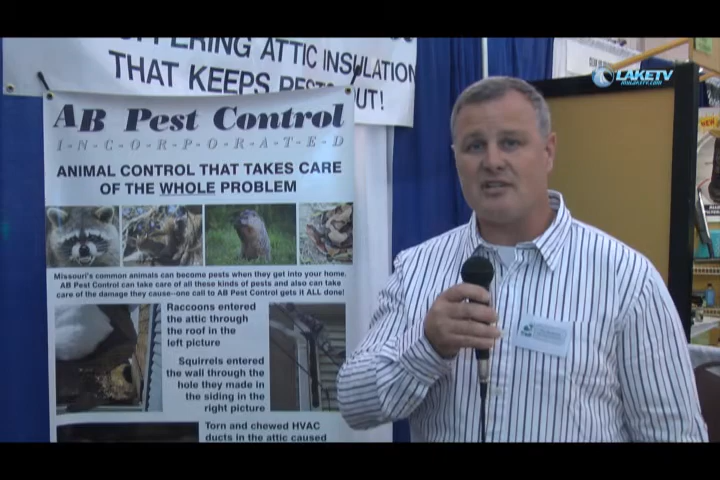 OFFERING ATTIC INSULATION
THAT KEEPS PESTS OUT!
LAKETV
MYLAKETV.COM
AB Pest Control
I-N-C-O-R-P-O-R-A-T-E-D
ANIMAL CONTROL THAT TAKES CARE
OF THE WHOLE PROBLEM
Missouri's common animals can become pests when they get into your home.
AB Pest Control can take care of all these kinds of pests and also can take
care of the damage they cause--one call to AB Pest Control gets it ALL done!
Raccoons entered
the attic through
the roof in the
left picture
Squirrels entered
the wall through
the hole they made
in the siding in the
right picture
Torn and chewed HVAC
ducts in the attic caused